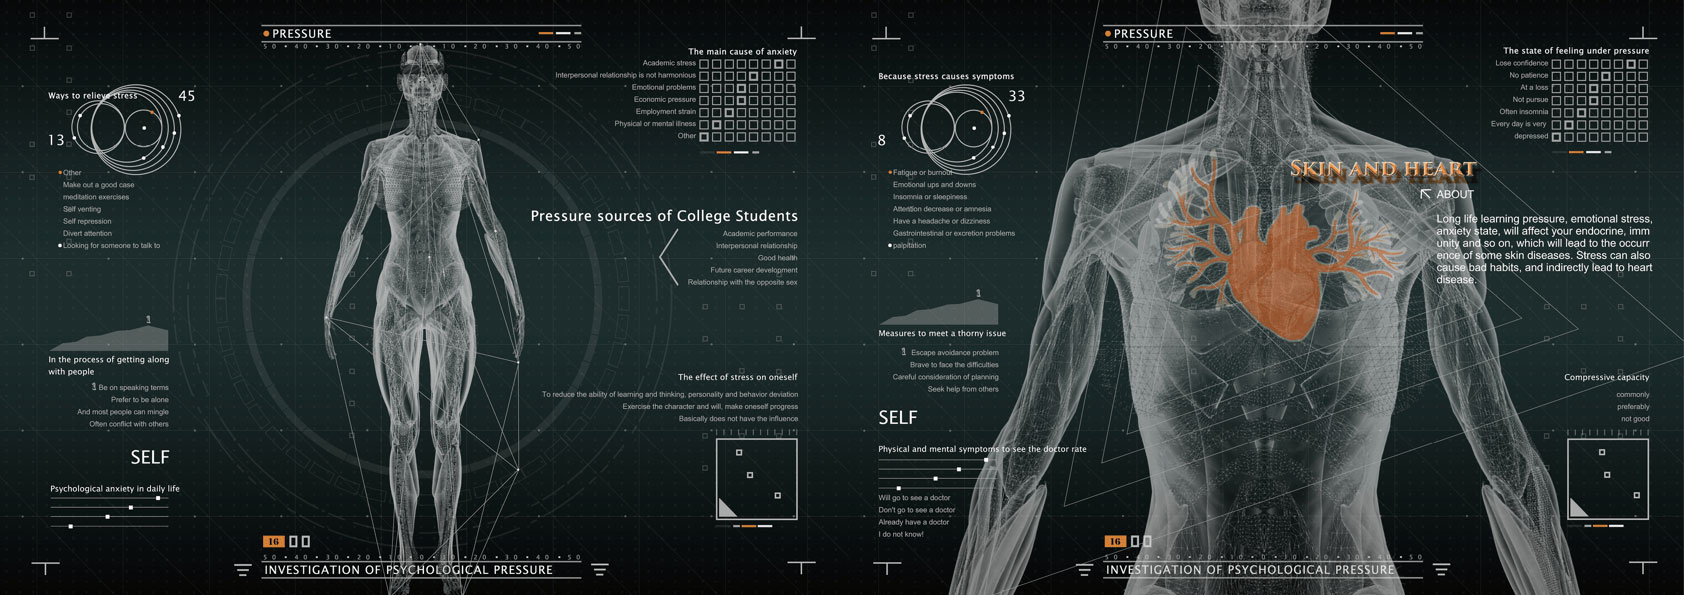 PRESSURE
50 • 40 • 30 • 20 • 10 • 0 • 10 • 20 • 30 • 40 • 50
Ways to relieve stress
45
13
Other
Make out a good case
meditation exercises
Self venting
Self repression
Divert attention
Looking for someone to talk to
The main cause of anxiety
Academic stress
Interpersonal relationship is not harmonious
Emotional problems
Economic pressure
Employment strain
Physical or mental illness
Other
Pressure sources of College Students
Academic performance
Interpersonal relationship
Good health
Future career development
Relationship with the opposite sex
1
In the process of getting along
with people
1 Be on speaking terms
Prefer to be alone
And most people can mingle
Often conflict with others
SELF
Psychological anxiety in daily life
The effect of stress on oneself
To reduce the ability of learning and thinking, personality and behavior deviation
Exercise the character and will, make oneself progress
Basically does not have the influence
16
50 • 40 • 30 • 20 • 10 • 0 • 10 • 20 • 30 • 40 • 50
INVESTIGATION OF PSYCHOLOGICAL PRESSURE
PRESSURE
50 • 40 • 30 • 20 • 10 • 0 • 10 • 20 • 30 • 40 • 50
Because stress causes symptoms
33
8
Fatigue or burnout
Emotional ups and downs
Insomnia or sleepiness
Attention decrease or amnesia
Have a headache or dizziness
Gastrointestinal or excretion problems
palpitation
The state of feeling under pressure
Lose confidence
No patience
At a loss
Not pursue
Often insomnia
Every day is very
depressed
SKIN AND HEART
ABOUT
Long life learning pressure, emotional stress,
anxiety state, will affect your endocrine, imm
unity and so on, which will lead to the occurr
ence of some skin diseases. Stress can also
cause bad habits, and indirectly lead to heart
disease.
1
Measures to meet a thorny issue
1 Escape avoidance problem
Brave to face the difficulties
Careful consideration of planning
Seek help from others
SELF
Physical and mental symptoms to see the doctor rate
Will go to see a doctor
Don't go to see a doctor
Already have a doctor
I do not know!
Compressive capacity
commonly
preferably
not good
16
50 • 40 • 30 • 20 • 10 • 0 • 10 • 20 • 30 • 40 • 50
INVESTIGATION OF PSYCHOLOGICAL PRESSURE